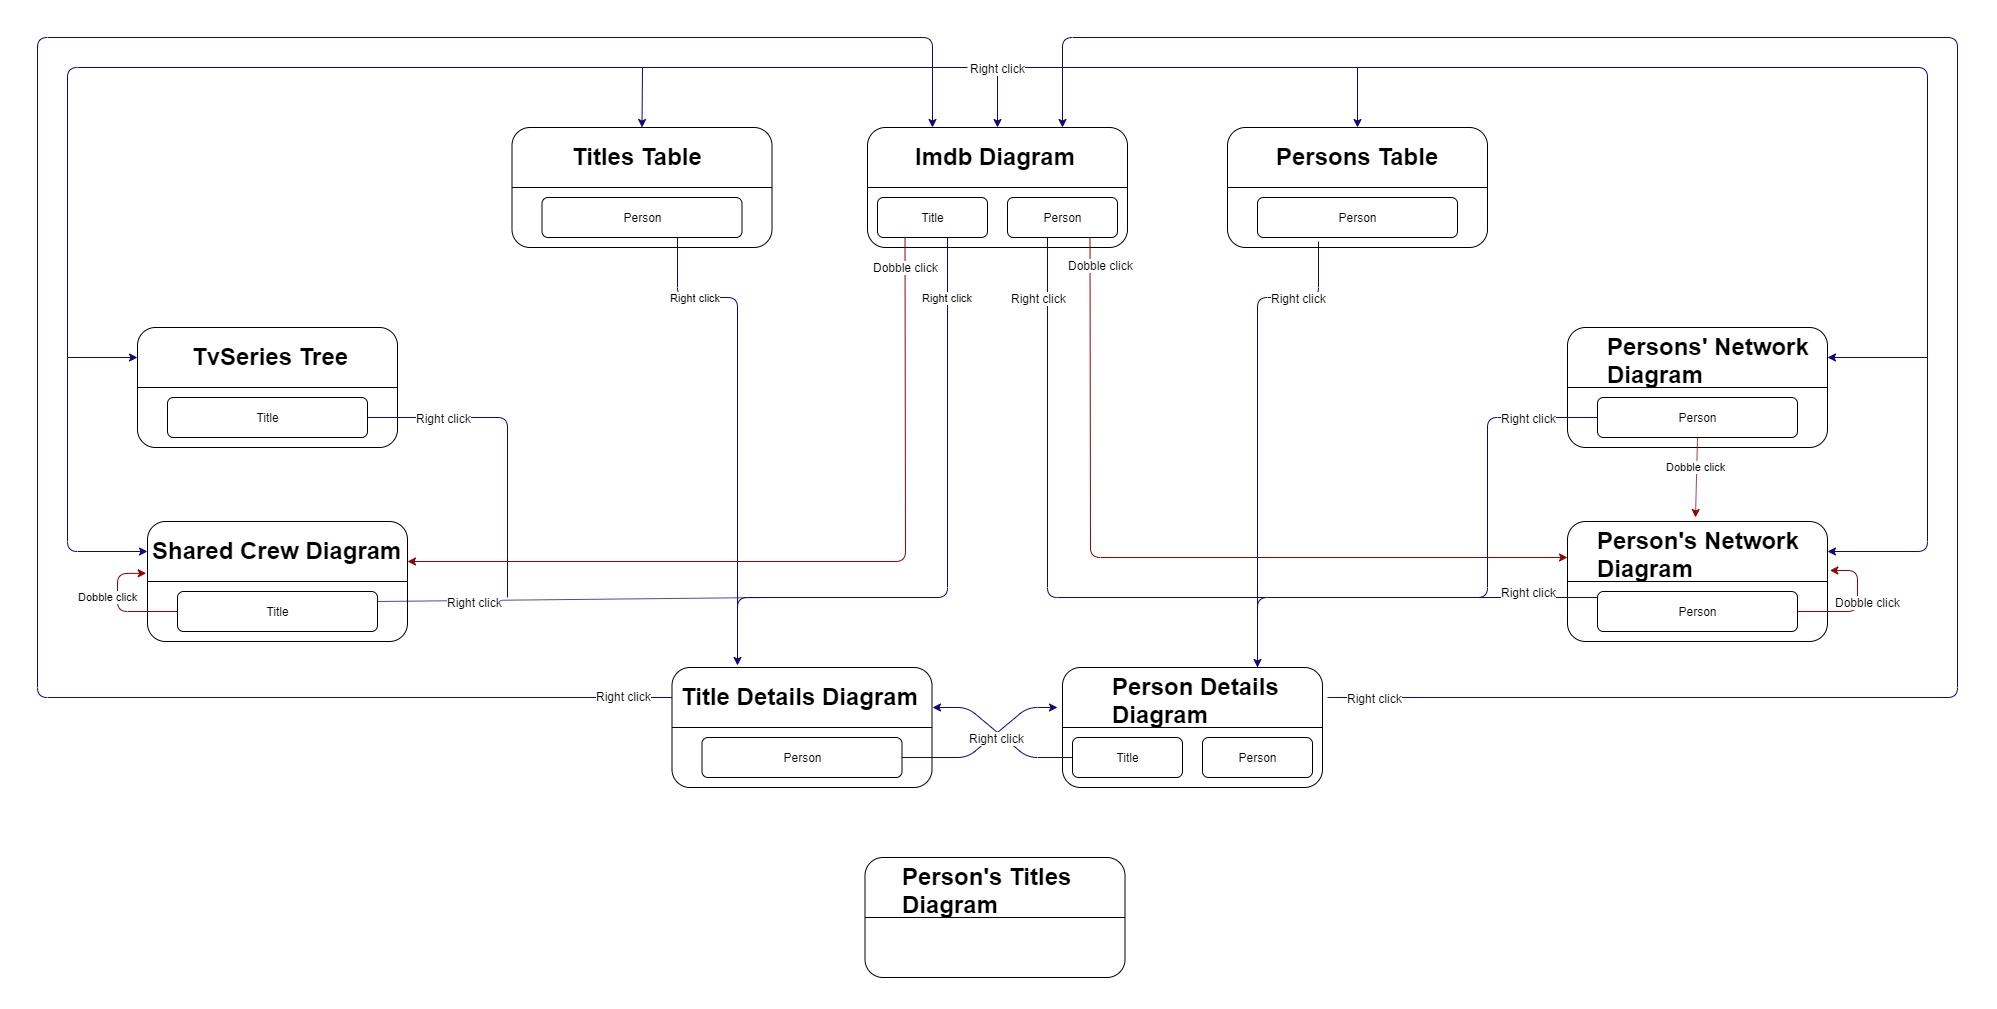 Right click
Titles Table
Imdb Diagram
Persons Table
Person
Title
Person
Person
Dobble click
Dobble click
Right click
Right click
Right click
Right click
TvSeries Tree
Persons' Network
Diagram
Title
Right click
Right click
Person
Dobble click
Shared Crew Diagram
Person's Network
Diagram
Dobble click
Title
Right click
Right click
Person
Dobble click
Right click
Title Details Diagram
Person Details
Diagram
Right click
Person
Right click
Title
Person
Person's Titles
Diagram